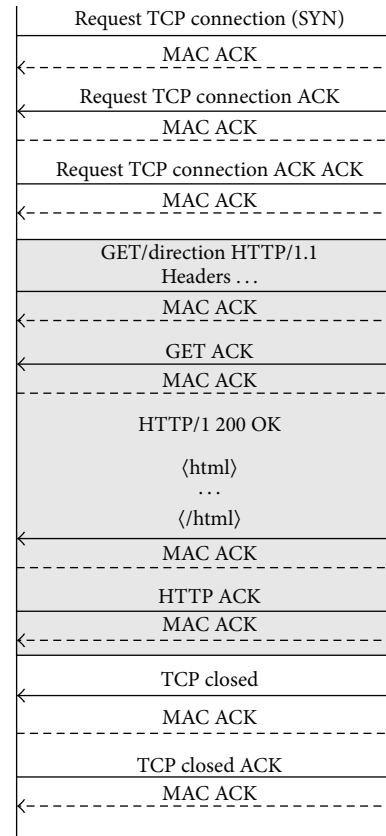 Request TCP connection (SYN)
MAC ACK
Request TCP connection ACK
MAC ACK
Request TCP connection ACK ACK
MAC ACK
GET/direction HTTP/1.1
Headers . . .
MAC ACK
GET ACK
MAC ACK
HTTP/1 200 OK
⟨html⟩
. . .
⟨/html⟩
MAC ACK
HTTP ACK
MAC ACK
TCP closed
MAC ACK
TCP closed ACK
MAC ACK